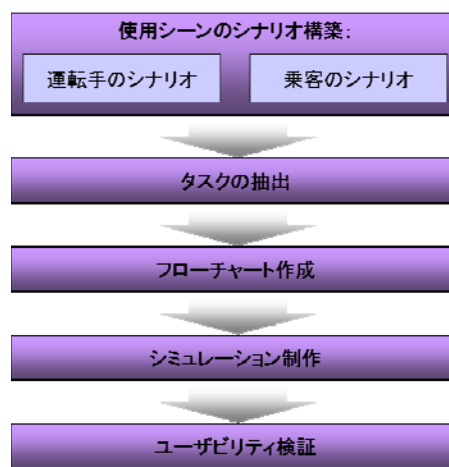 使用シーンのシナリオ構築:
運転手のシナリオ
乗客のシナリオ
タスクの抽出
フローチャート作成
シミュレーション制作
ユーザビリティ検証